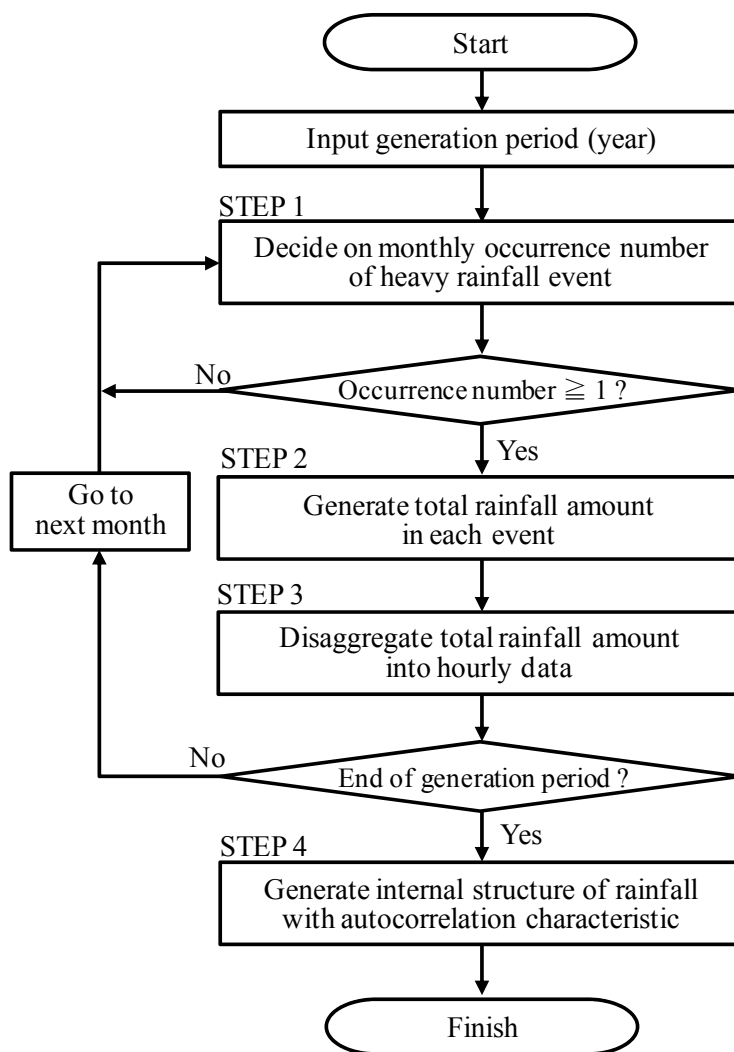 Start
Input generation period (year)
STEP 1
Decide on monthly occurrence number
of heavy rainfall event
No
Occurrence number ≧ 1 ?
Yes
STEP 2
Go to
next month
Generate total rainfall amount
in each event
STEP 3
Disaggregate total rainfall amount
into hourly data
No
End of generation period ?
Yes
STEP 4
Generate internal structure of rainfall
with autocorrelation characteristic
Finish